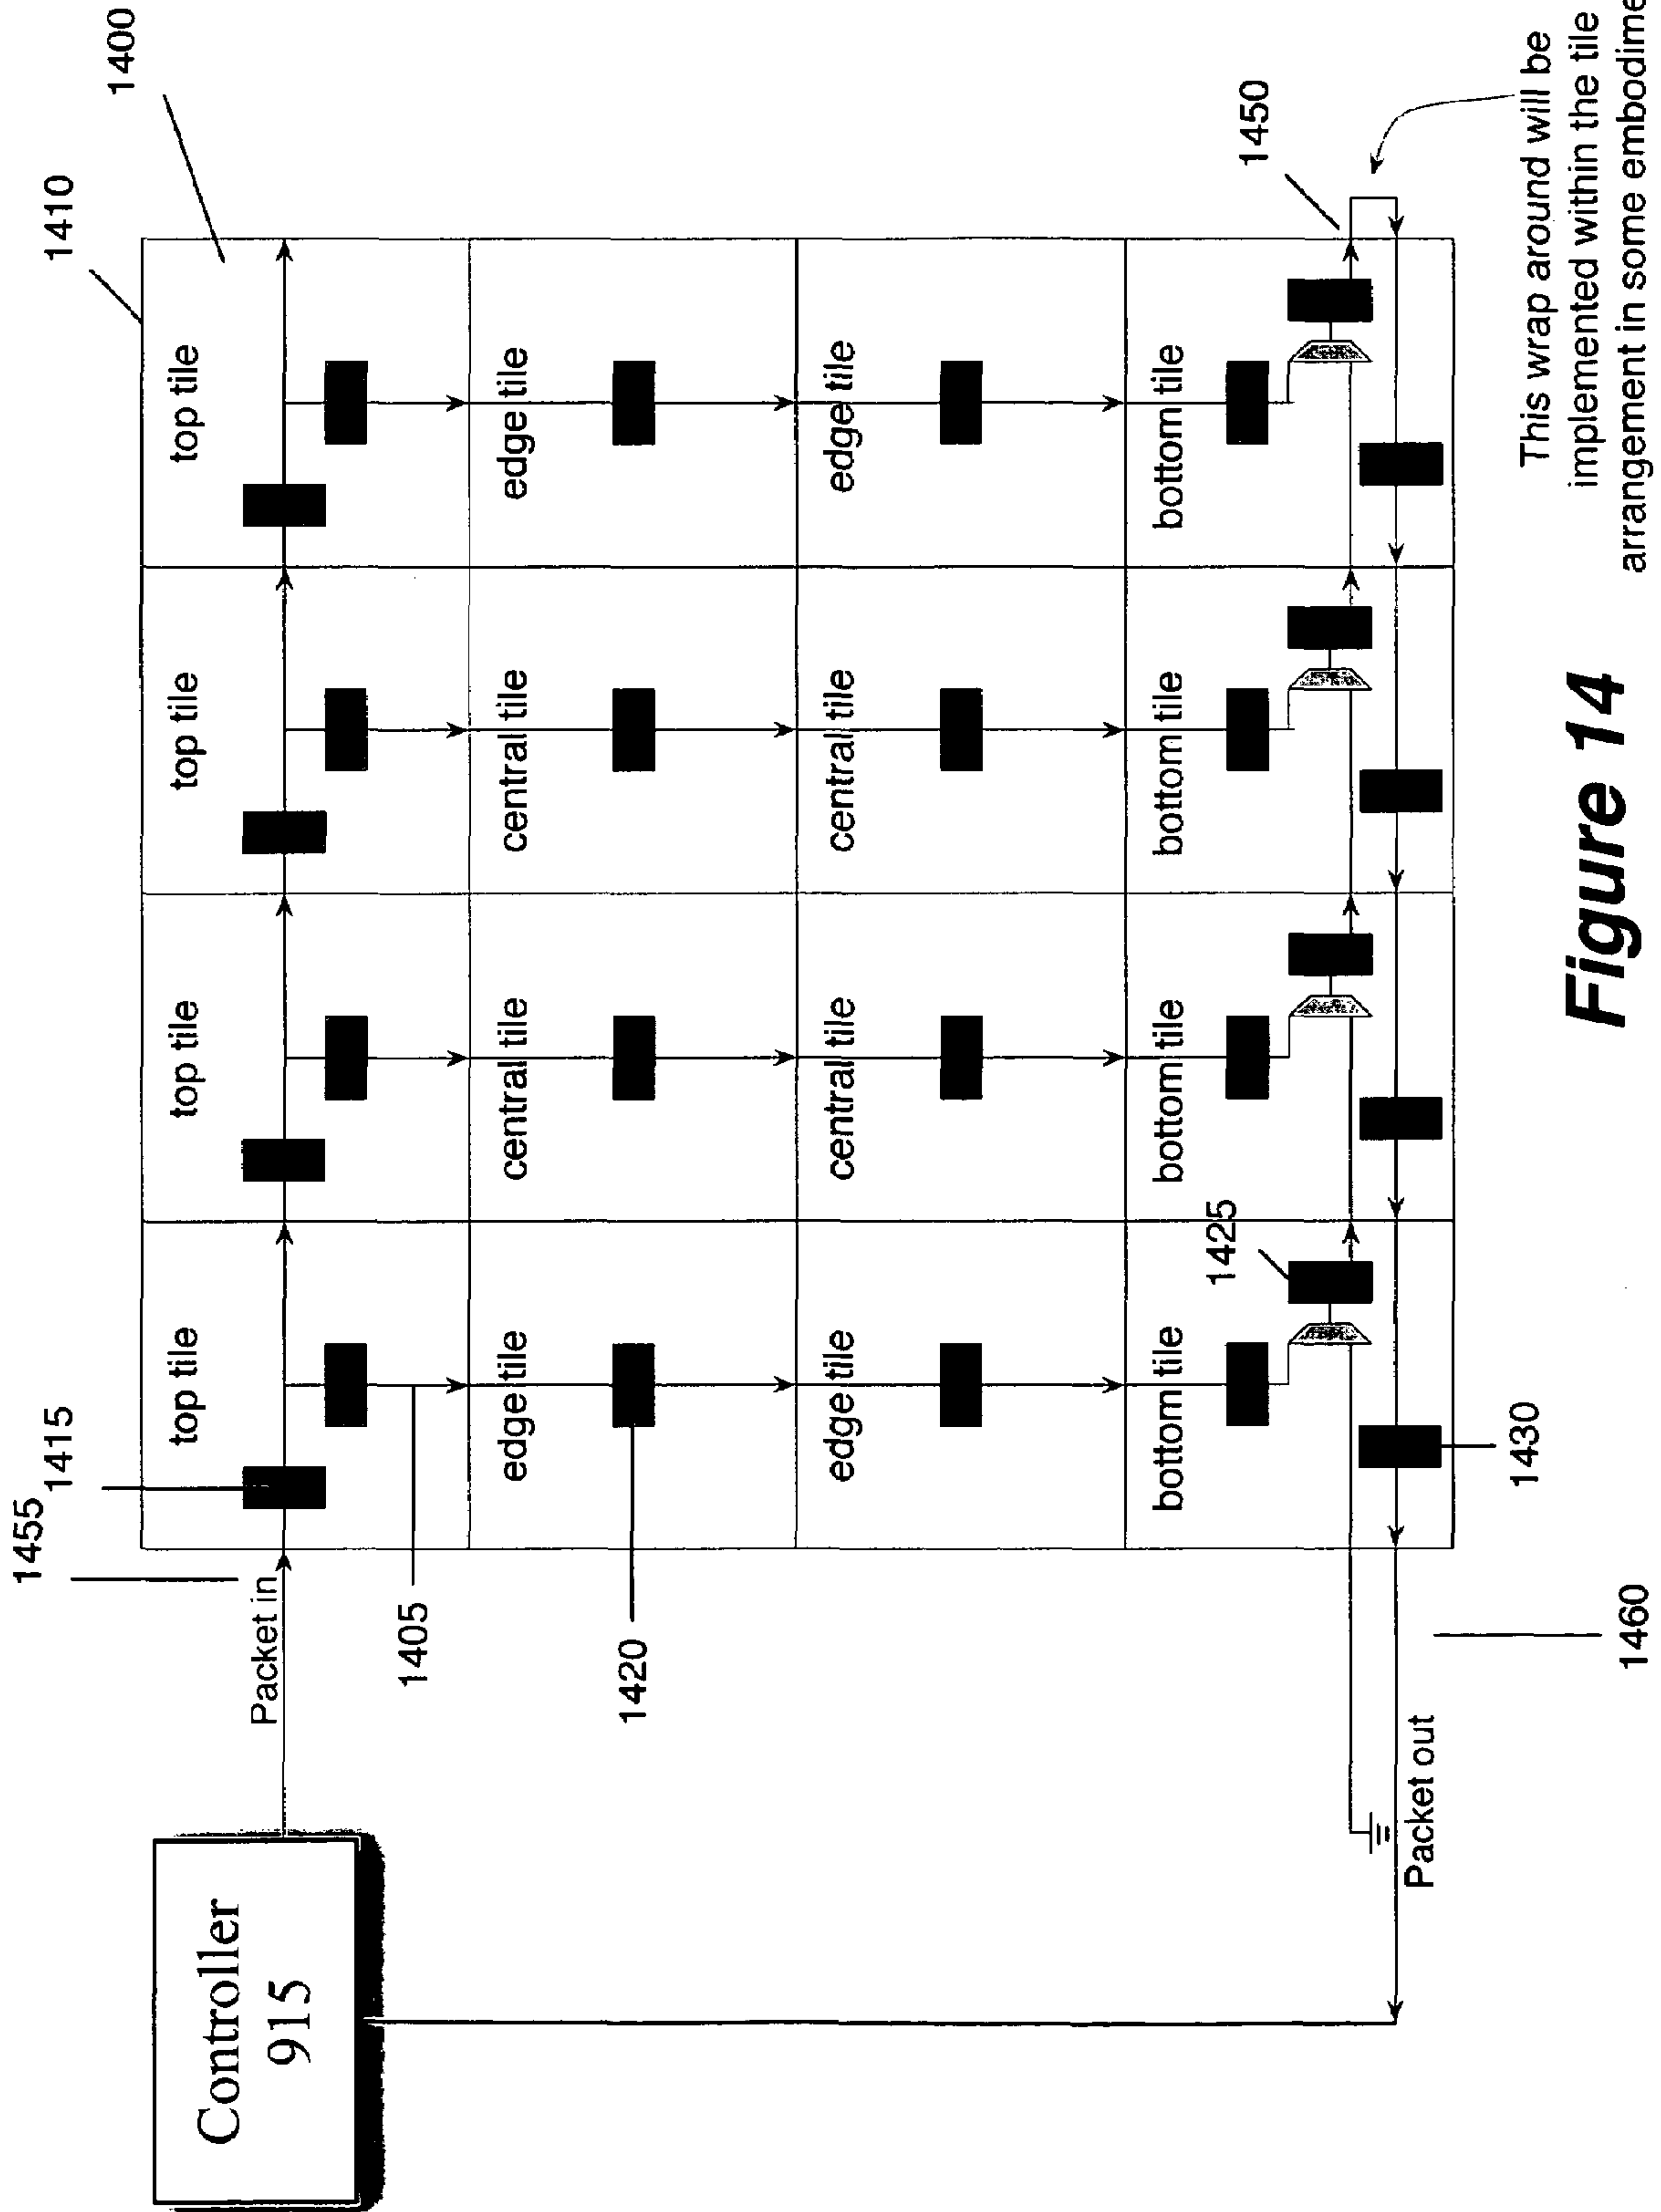 1455
1415
1410
1400
top tile
top tile
top tile
top tile
Controller
915
Packet in
1405
edge tile
central tile
central tile
edge tile
1420
edge tile
central tile
central tile
edge tile
bottom tile
bottom tile
bottom tile
bottom tile
1425
1450
Packet out
1430
1460
This wrap around will be
implemented within the tile
arrangement in some
Figure 14